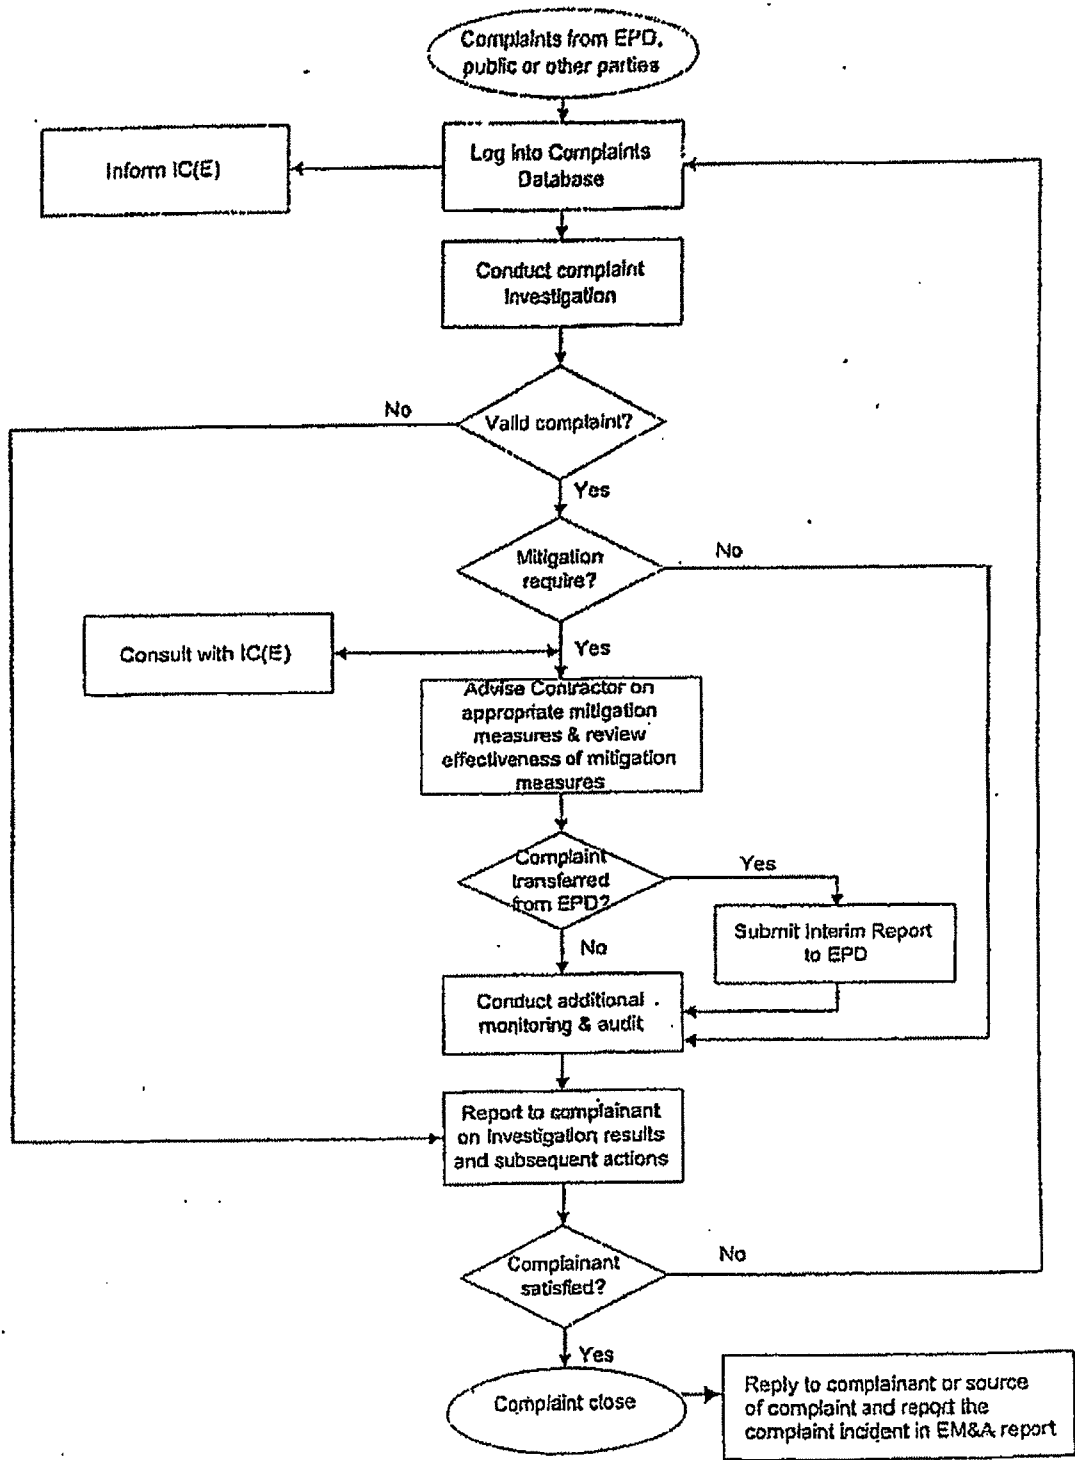 Complaints from EPD,
public or other parties
Inform IC(E)
Log into Complaints
Database
Conduct complaint
Investigation
No
Valid complaint?
Yes
Mitigation
require?
No
Consult with IC(E)
Yes
Advise Contractor on
appropriate mitigation
measures & review
effectiveness of mitigation
measures
Complaint
transferred
from EPD?
Yes
Submit Interim Report
to EPD
No
Conduct additional
monitoring & audit
Report to complainant
on investigation results
and subsequent actions
Complainant
satisfied?
No
Yes
Complaint close
Reply to complainant or source
of complaint and report the
complaint incident in EM&A report